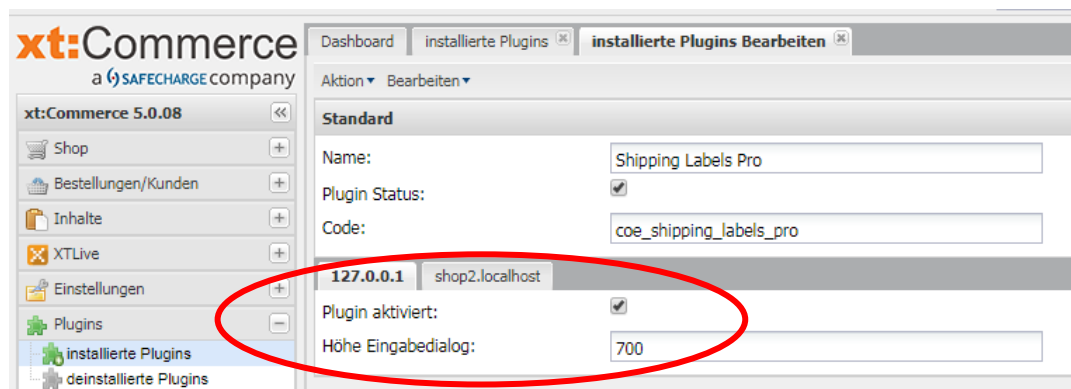 xt:Commerce
a SAFECHARGE company
xt:Commerce 5.0.08
Shop
Bestellungen/Kunden
Inhalte
XTLive
Einstellungen
Plugins
installierte Plugins
deinstallierte Plugins
Dashboard installierte Plugins installierte Plugins Bearbeiten
Aktion Bearbeiten
Standard
Name: Shipping Labels Pro
Plugin Status:
Code: coe_shipping_labels_pro
127.0.0.1 shop2.localhost
Plugin aktiviert:
Höhe Eingabedialog: 700